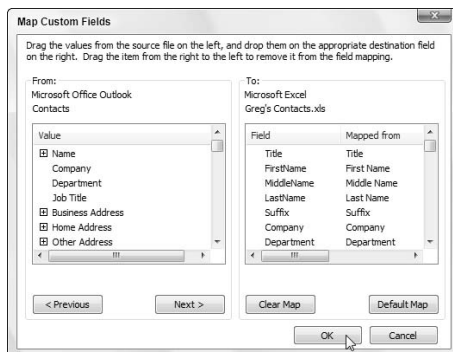 Map Custom Fields
Drag the values from the source file on the left, and drop them on the appropriate destination field
on the right. Drag the item from the right to the left to remove it from the field mapping.
From:
Microsoft Office Outlook
Contacts
Value
Name
Company
Department
Job Title
Business Address
Home Address
Other Address
< Previous
Next >
To:
Microsoft Excel
Greg's Contacts.xls
Field Mapped from
Title Title
FirstName First Name
MiddleName Middle Name
LastName Last Name
Suffix Suffix
Company Company
Department Department
Clear Map
Default Map
OK
Cancel